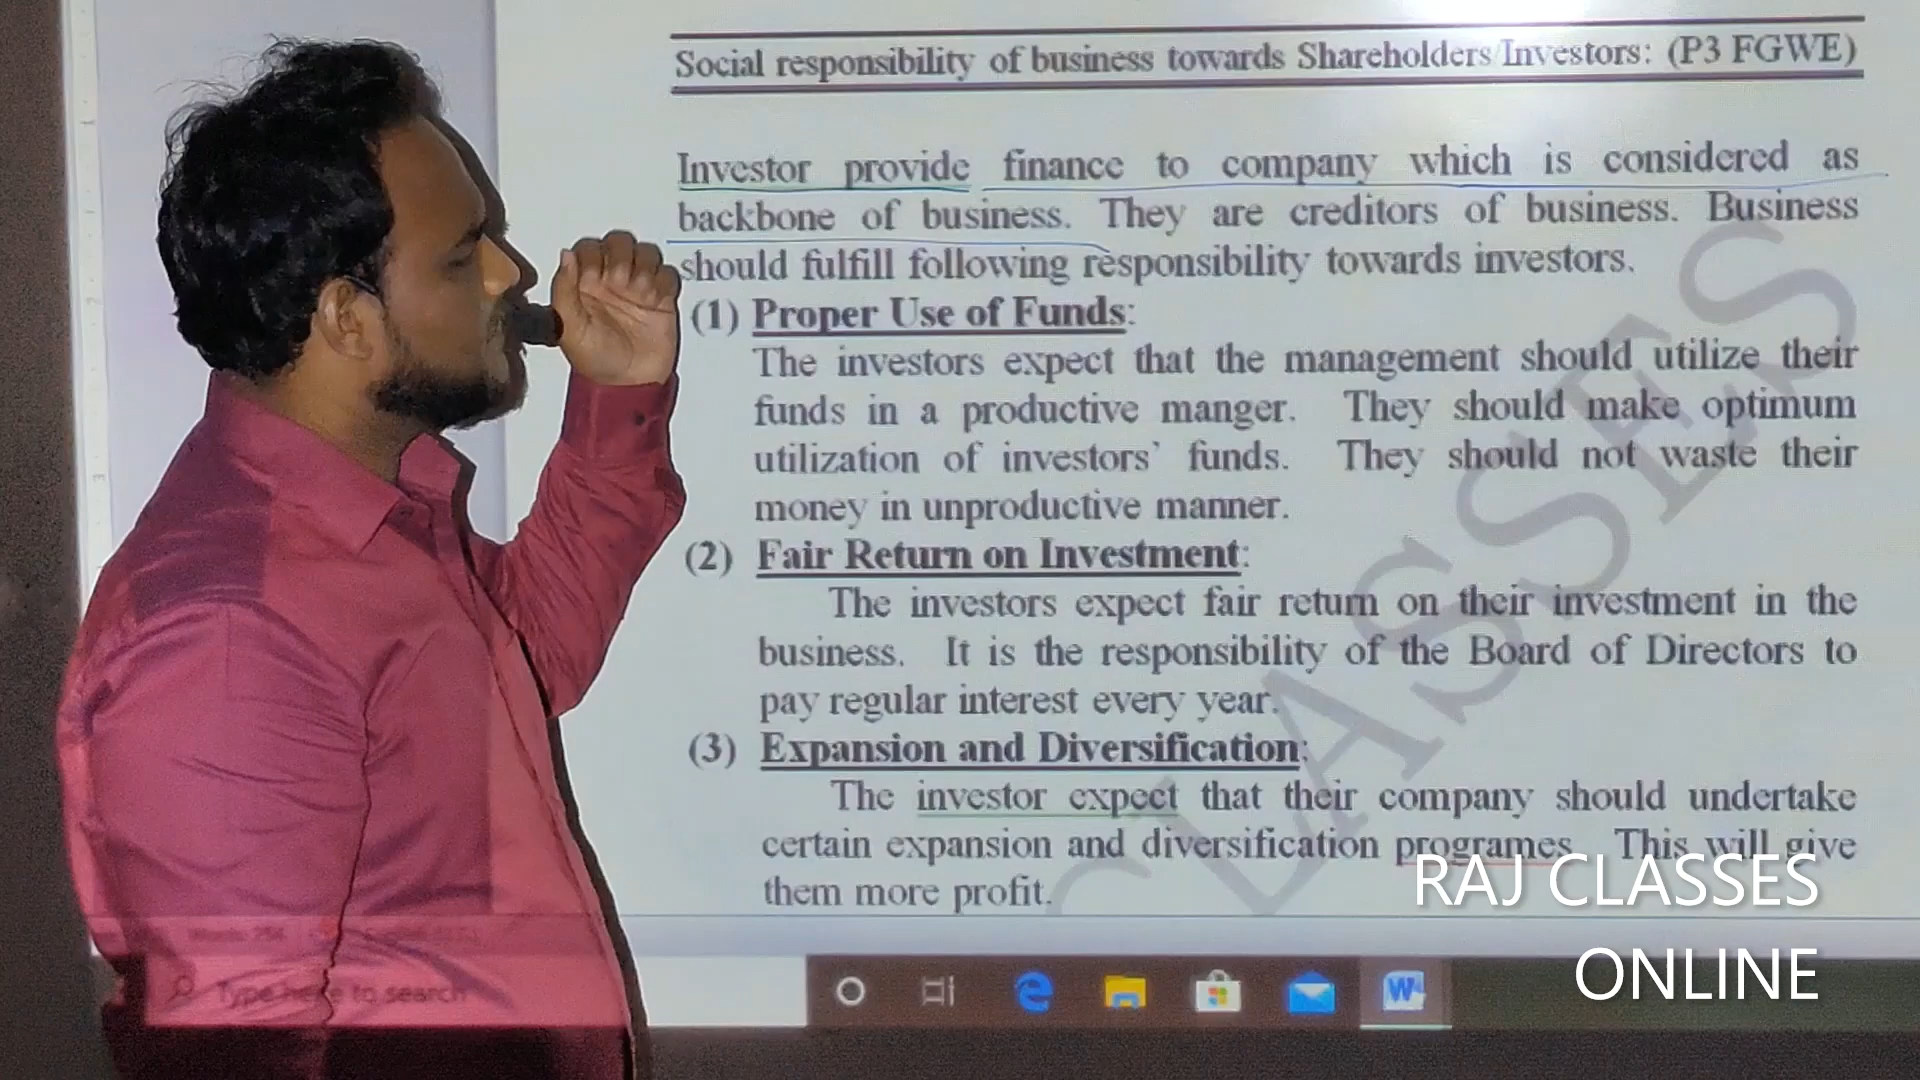 Social responsibility of business towards Shareholders/Investors: (P3 FGWE)
Investor provide finance to company which is considered as
backbone of business. They are creditors of business. Business
should fulfill following responsibility towards investors.
(1) Proper Use of Funds:
The investors expect that the management should utilize their
funds in a productive manger. They should make optimum
utilization of investors' funds. They should not waste their
money in unproductive manner.
(2) Fair Return on Investment:
The investors expect fair return on their investment in the
business. It is the responsibility of the Board of Directors to
pay regular interest every year.
(3) Expansion and Diversification:
The investor expect that their company should undertake
certain expansion and diversification programes. This will give
them more profit.
CLASSES
RAJ CLASSES
ONLINE
Type here to search
W